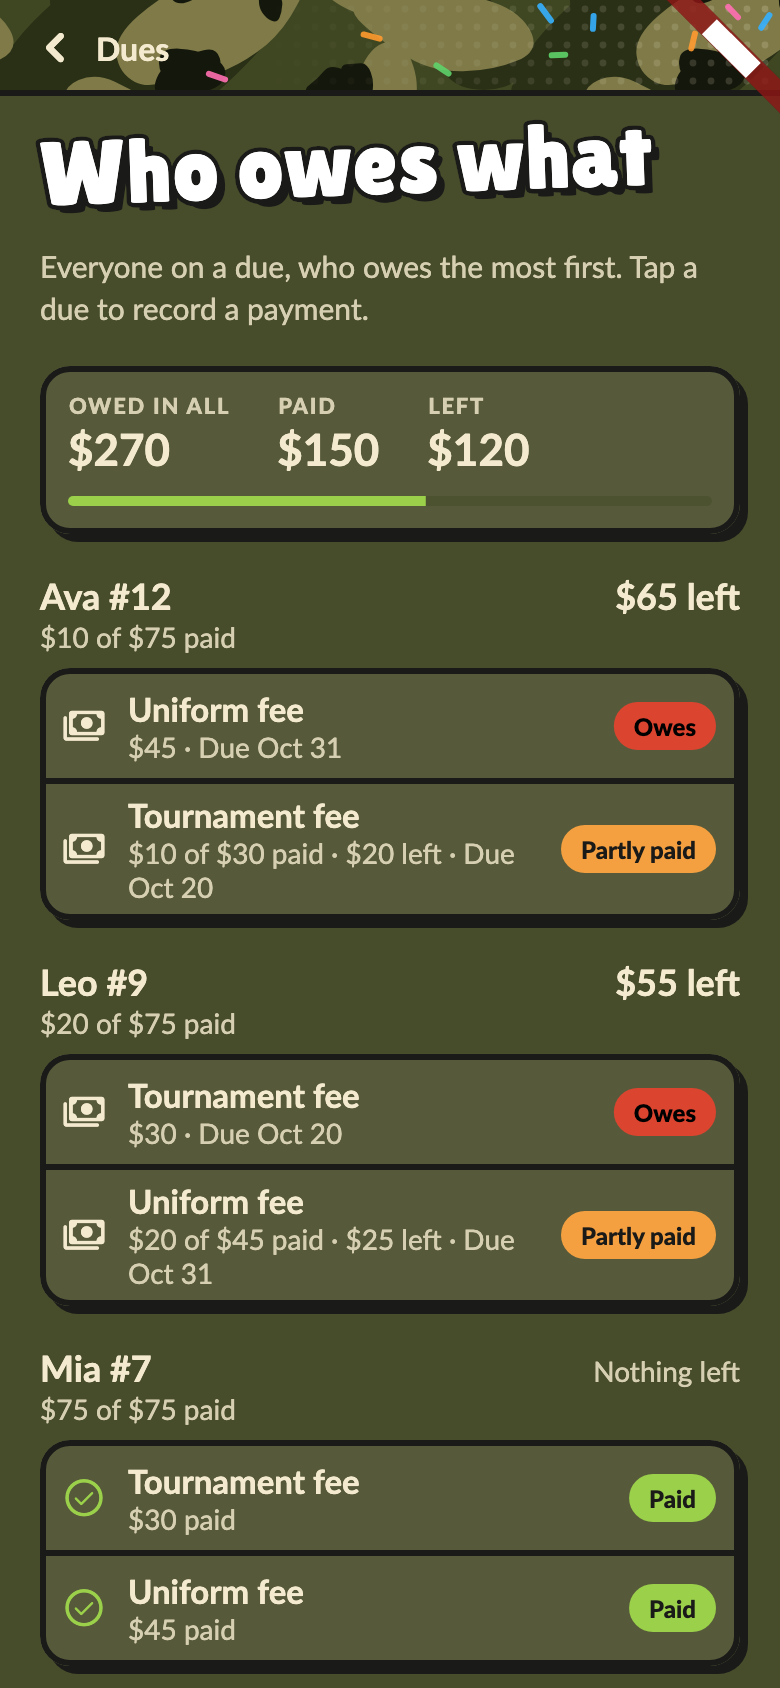 Dues
Who owes what
Everyone on a due, who owes the most first. Tap a
due to record a payment.
OWED IN ALL PAID LEFT
$270 $150 $120
Ava #12 $65 left
$10 of $75 paid
Uniform fee
$45 · Due Oct 31
Owes
Tournament fee
$10 of $30 paid · $20 left · Due
Oct 20
Partly paid
Leo #9 $55 left
$20 of $75 paid
Tournament fee
$30 · Due Oct 20
Owes
Uniform fee
$20 of $45 paid · $25 left · Due
Oct 31
Partly paid
Mia #7 Nothing left
$75 of $75 paid
Tournament fee
$30 paid
Paid
Uniform fee
$45 paid
Paid